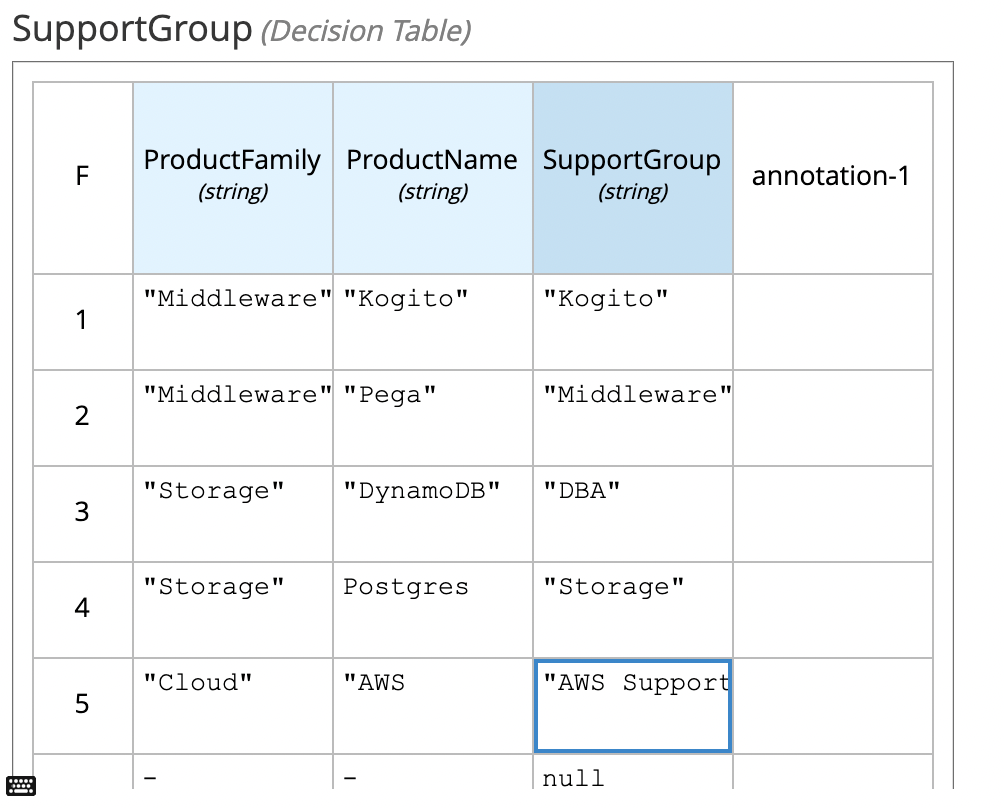 SupportGroup (Decision Table)
F ProductFamily (string) ProductName (string) SupportGroup (string) annotation-1
1 "Middleware" "Kogito" "Kogito"
2 "Middleware" "Pega" "Middleware"
3 "Storage" "DynamoDB" "DBA"
4 "Storage" Postgres "Storage"
5 "Cloud" "AWS "AWS Support
– – null